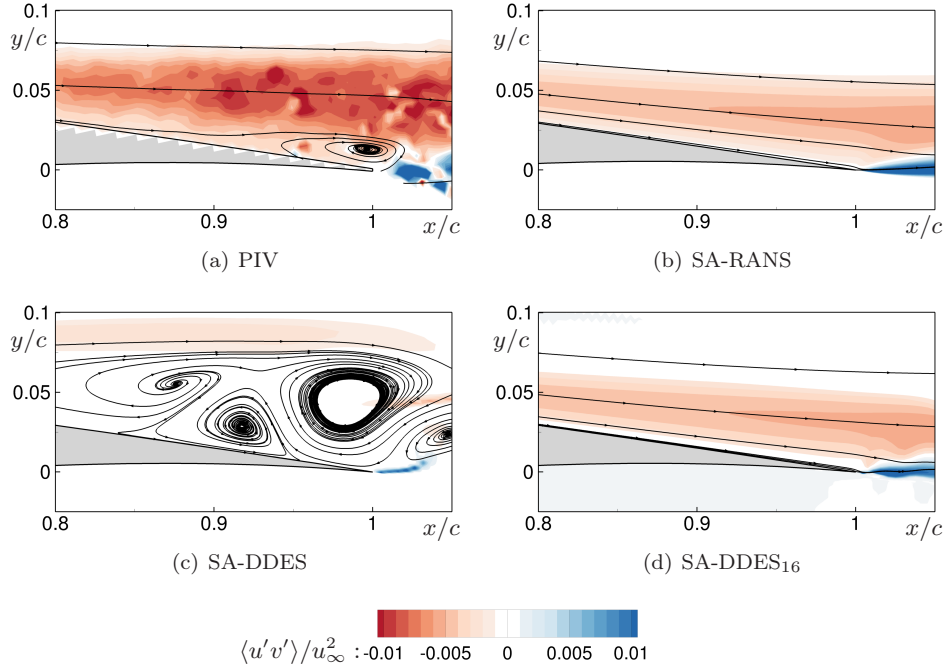 0.1
y/c
0.05
0
0.8 0.9 1 x/c
(a) PIV
0.1
y/c
0.05
0
0.8 0.9 1 x/c
(b) SA-RANS
0.1
y/c
0.05
0
0.8 0.9 1 x/c
(c) SA-DDES
0.1
y/c
0.05
0
0.8 0.9 1 x/c
(d) SA-DDES₁₆
⟨u′v′⟩/u²∞ : -0.01 -0.005 0 0.005 0.01